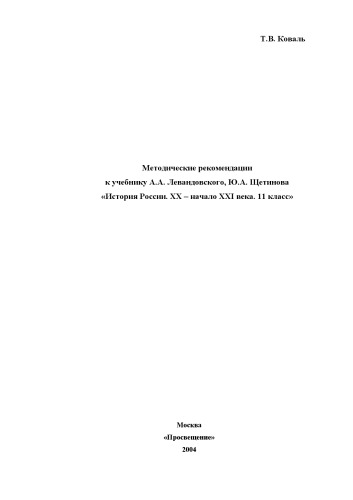 Т.В. Коваль
Методические рекомендации
к учебнику А.А. Левандовского, Ю.А. Щетинова
«История России. XX – начало XXI века. 11 класс»
Москва
«Просвещение»
2004